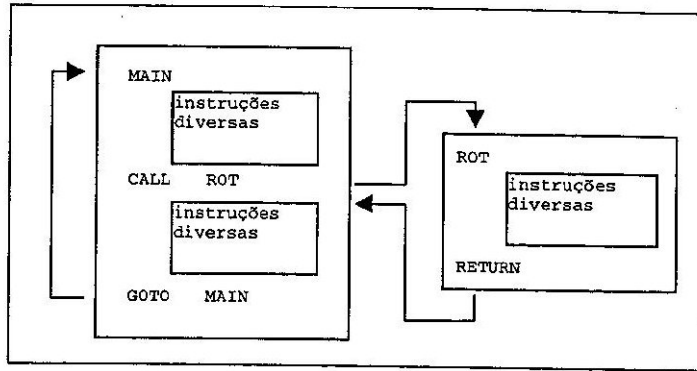 MAIN
instruções
diversas
CALL ROT
instruções
diversas
GOTO MAIN
ROT
instruções
diversas
RETURN